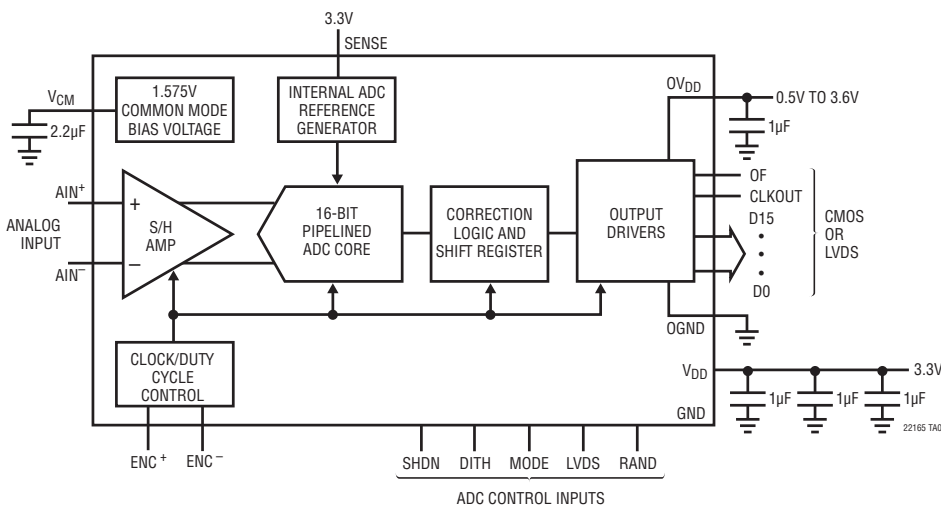 3.3V
SENSE
V_CM
2.2µF
1.575V
COMMON MODE
BIAS VOLTAGE
INTERNAL ADC
REFERENCE
GENERATOR
OV_DD
0.5V TO 3.6V
1µF
AIN+
ANALOG
INPUT
AIN−
+
S/H
AMP
−
16-BIT
PIPELINED
ADC CORE
CORRECTION
LOGIC AND
SHIFT REGISTER
OUTPUT
DRIVERS
OF
CLKOUT
D15
•
•
•
D0
CMOS
OR
LVDS
OGND
CLOCK/DUTY
CYCLE
CONTROL
V_DD
3.3V
1µF
1µF
1µF
GND
22165 TA0
ENC+
ENC−
SHDN
DITH
MODE
LVDS
RAND
ADC CONTROL INPUTS